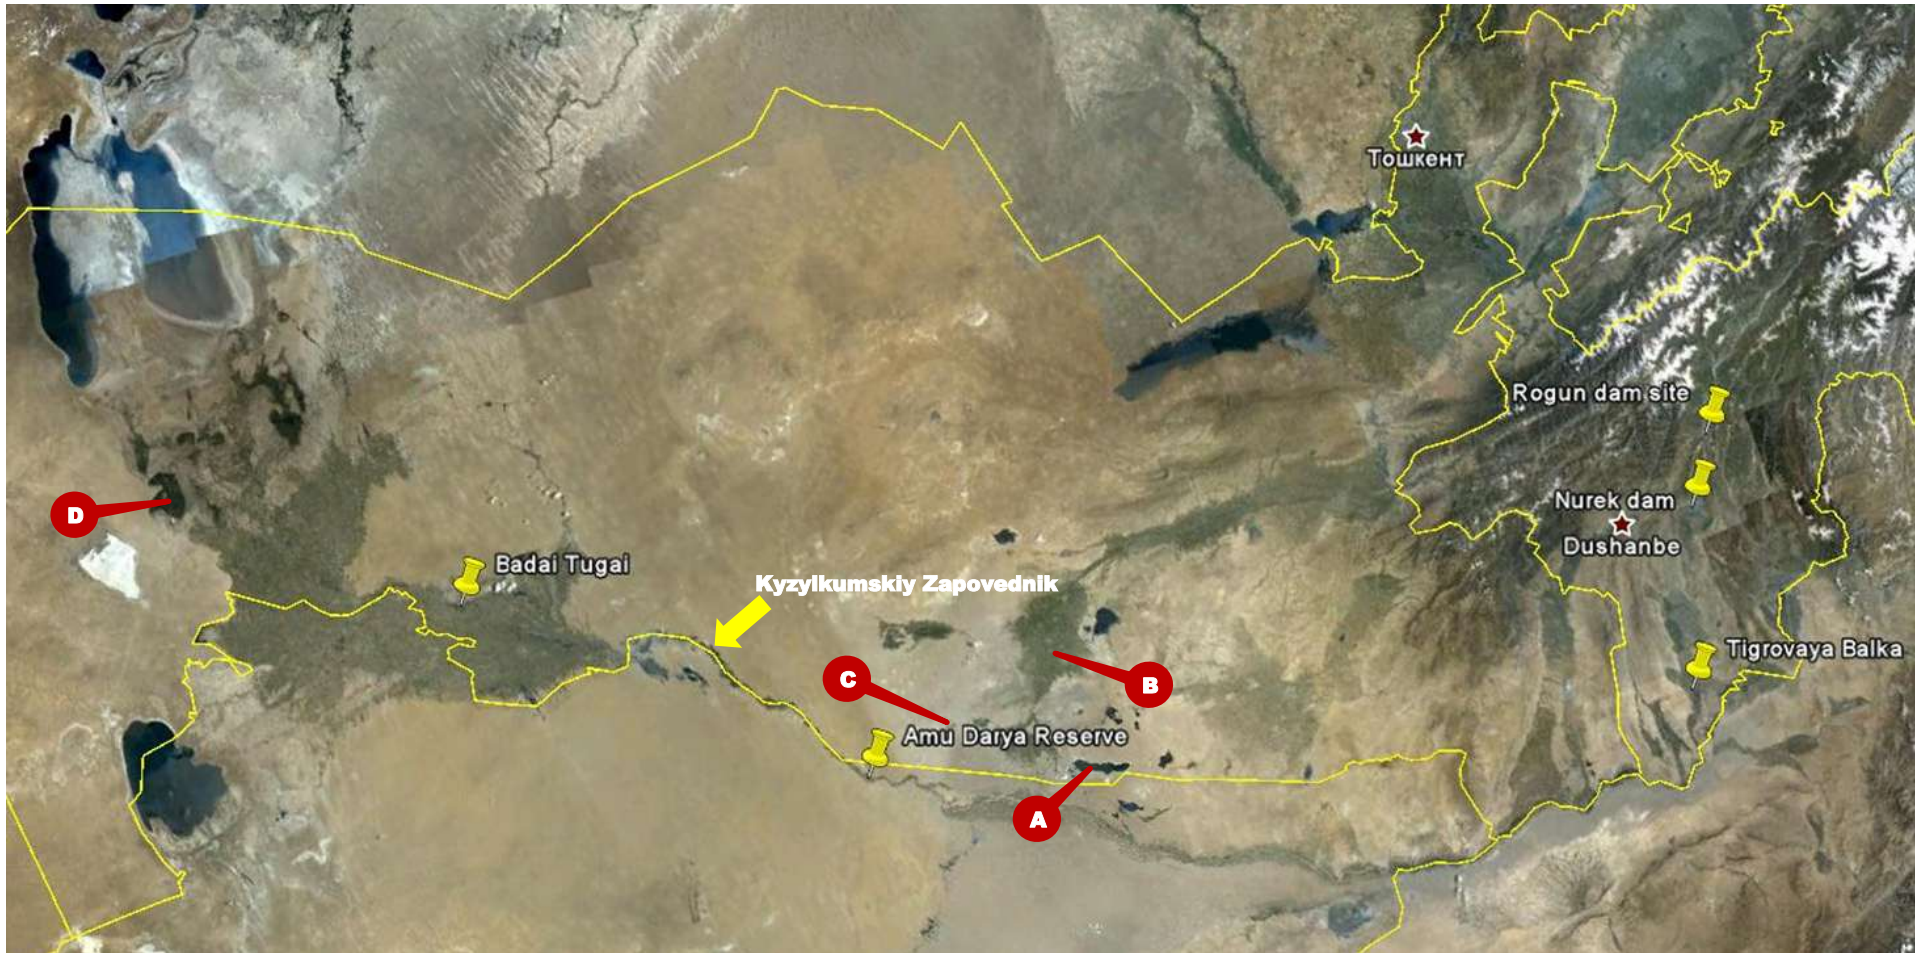 Тошкент
Rogun dam site
Nurek dam
Dushanbe
D
Badai Tugai
Kyzylkumskiy Zapovednik
Tigrovaya Balka
C
B
Amu Darya Reserve
A